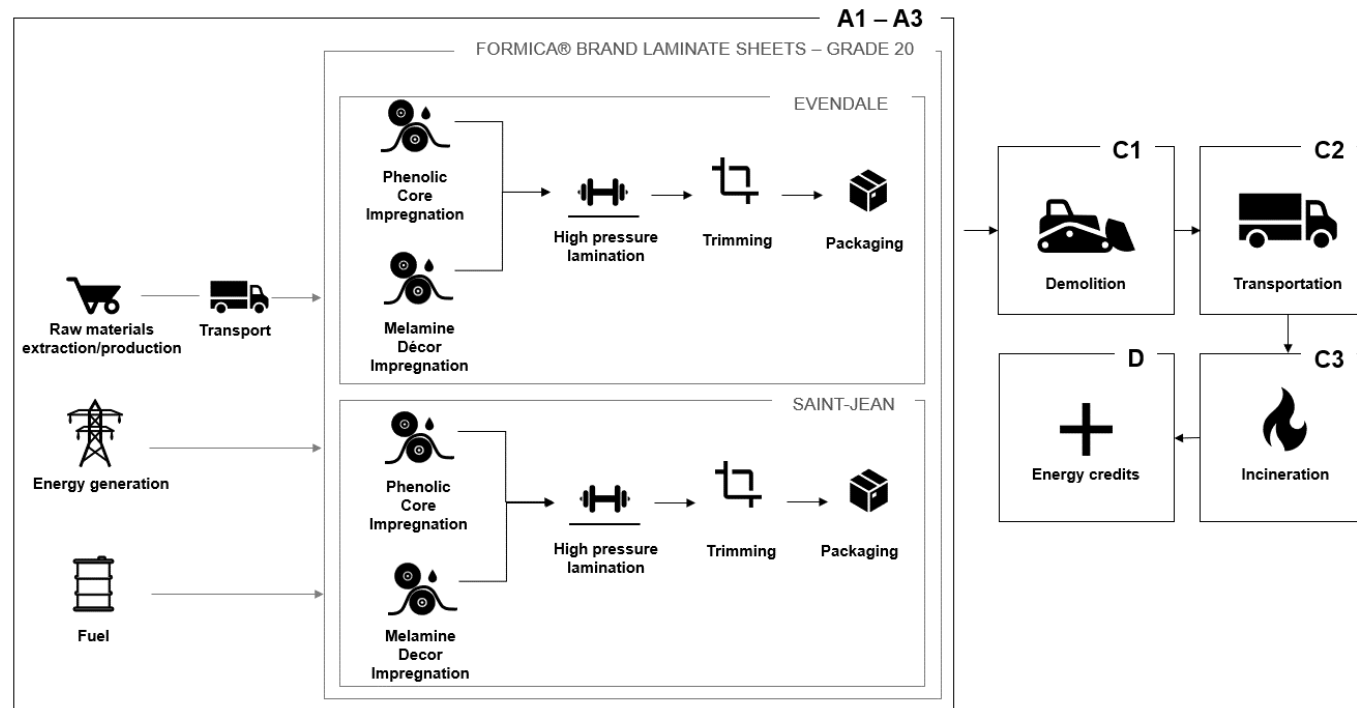 A1 – A3
FORMICA® BRAND LAMINATE SHEETS – GRADE 20
EVENDALE
Phenolic
Core
Impregnation
Melamine
Décor
Impregnation
High pressure
lamination
Trimming
Packaging
Raw materials
extraction/production
Transport
Energy generation
Fuel
SAINT-JEAN
Phenolic
Core
Impregnation
Melamine
Decor
Impregnation
High pressure
lamination
Trimming
Packaging
C1
Demolition
C2
Transportation
D
Energy credits
C3
Incineration